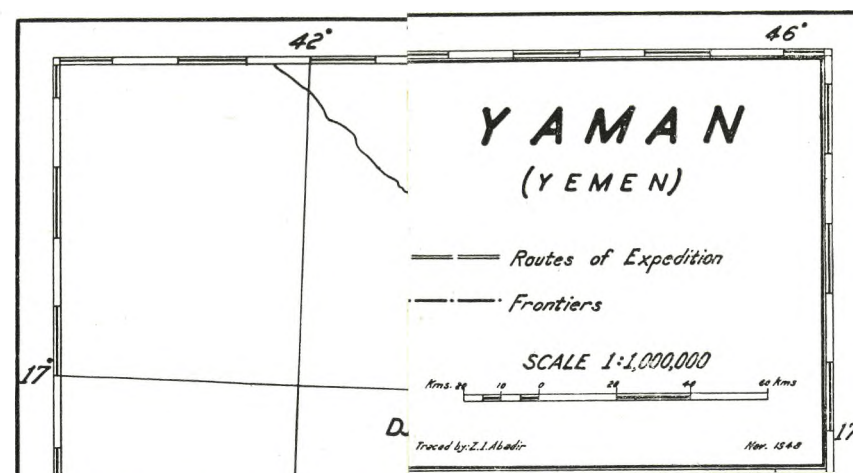 42° 46°
YAMAN
(YEMEN)
Routes of Expedition
Frontiers
SCALE 1:1,000,000
17° Kms. 20 10 0 20 40 60 Kms
17
Traced by: Z.I. Abadir Nov. 1948